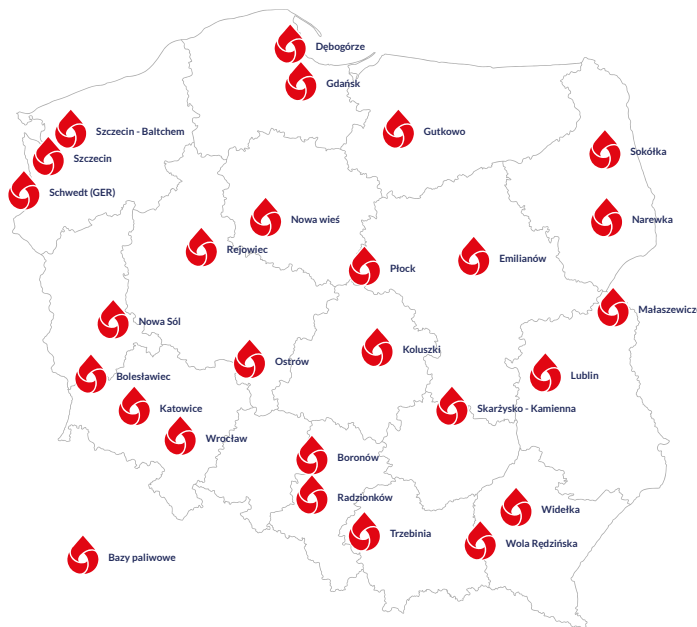 Dębogórze
Gdańsk
Szczecin - Baltchem
Gutkowo
Sokółka
Szczecin
Schwedt (GER)
Nowa wieś
Narewka
Rejowiec
Emilianów
Płock
Małaszewicze
Nowa Sól
Koluszki
Ostrów
Bolesławiec
Lublin
Katowice
Skarżysko - Kamienna
Wrocław
Boronów
Radzionków
Widełka
Trzebinia
Wola Rędzińska
Bazy paliwowe